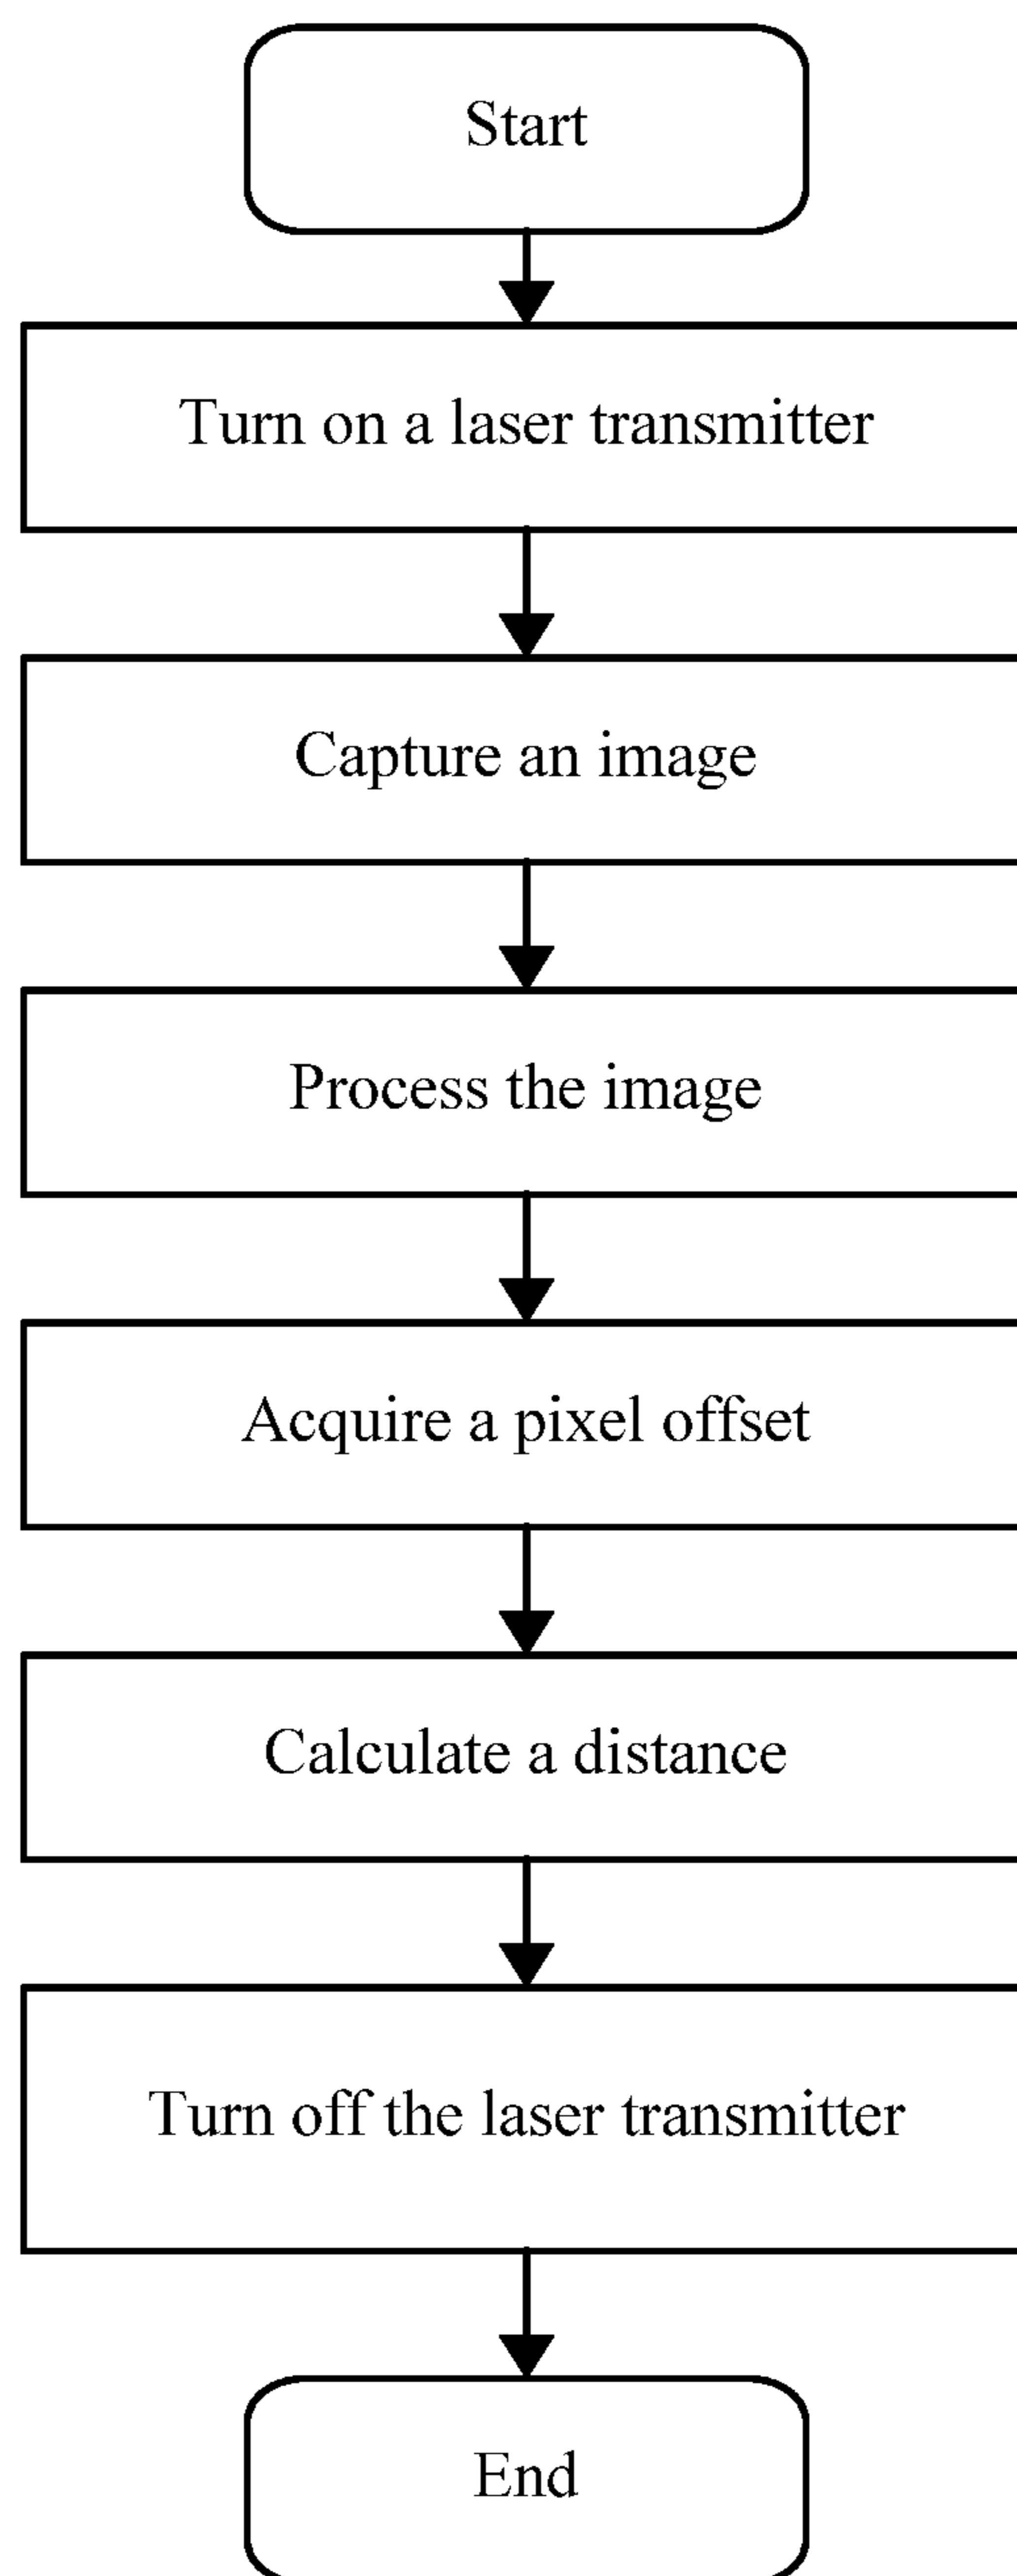 Start
Turn on a laser transmitter
Capture an image
Process the image
Acquire a pixel offset
Calculate a distance
Turn off the laser transmitter
End